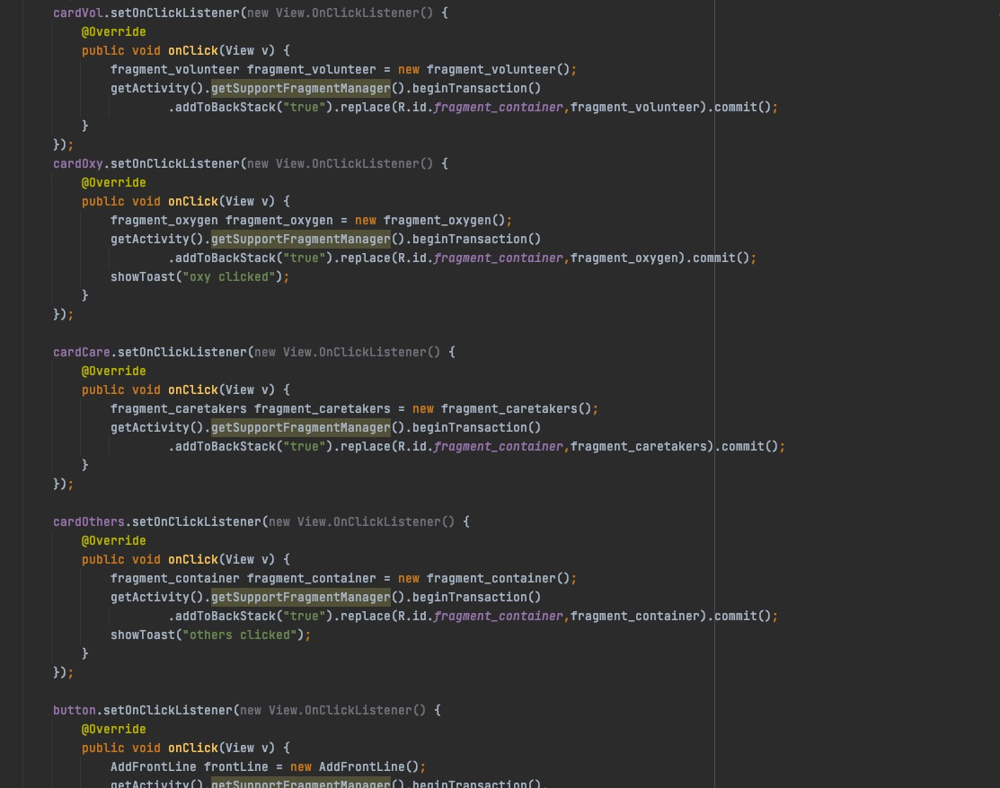 cardVol.setOnClickListener(new View.OnClickListener() {
@Override
public void onClick(View v) {
fragment_volunteer fragment_volunteer = new fragment_volunteer();
getActivity().getSupportFragmentManager().beginTransaction()
.addToBackStack("true").replace(R.id.fragment_container,fragment_volunteer).commit();
}
});
cardOxy.setOnClickListener(new View.OnClickListener() {
@Override
public void onClick(View v) {
fragment_oxygen fragment_oxygen = new fragment_oxygen();
getActivity().getSupportFragmentManager().beginTransaction()
.addToBackStack("true").replace(R.id.fragment_container,fragment_oxygen).commit();
showToast("oxy clicked");
}
});
cardCare.setOnClickListener(new View.OnClickListener() {
@Override
public void onClick(View v) {
fragment_caretakers fragment_caretakers = new fragment_caretakers();
getActivity().getSupportFragmentManager().beginTransaction()
.addToBackStack("true").replace(R.id.fragment_container,fragment_caretakers).commit();
}
});
cardOthers.setOnClickListener(new View.OnClickListener() {
@Override
public void onClick(View v) {
fragment_container fragment_container = new fragment_container();
getActivity().getSupportFragmentManager().beginTransaction()
.addToBackStack("true").replace(R.id.fragment_container,fragment_container).commit();
showToast("others clicked");
}
});
button.setOnClickListener(new View.OnClickListener() {
@Override
public void onClick(View v) {
AddFrontLine frontLine = new AddFrontLine();
getActivity().getSupportFragmentManager().beginTransaction().